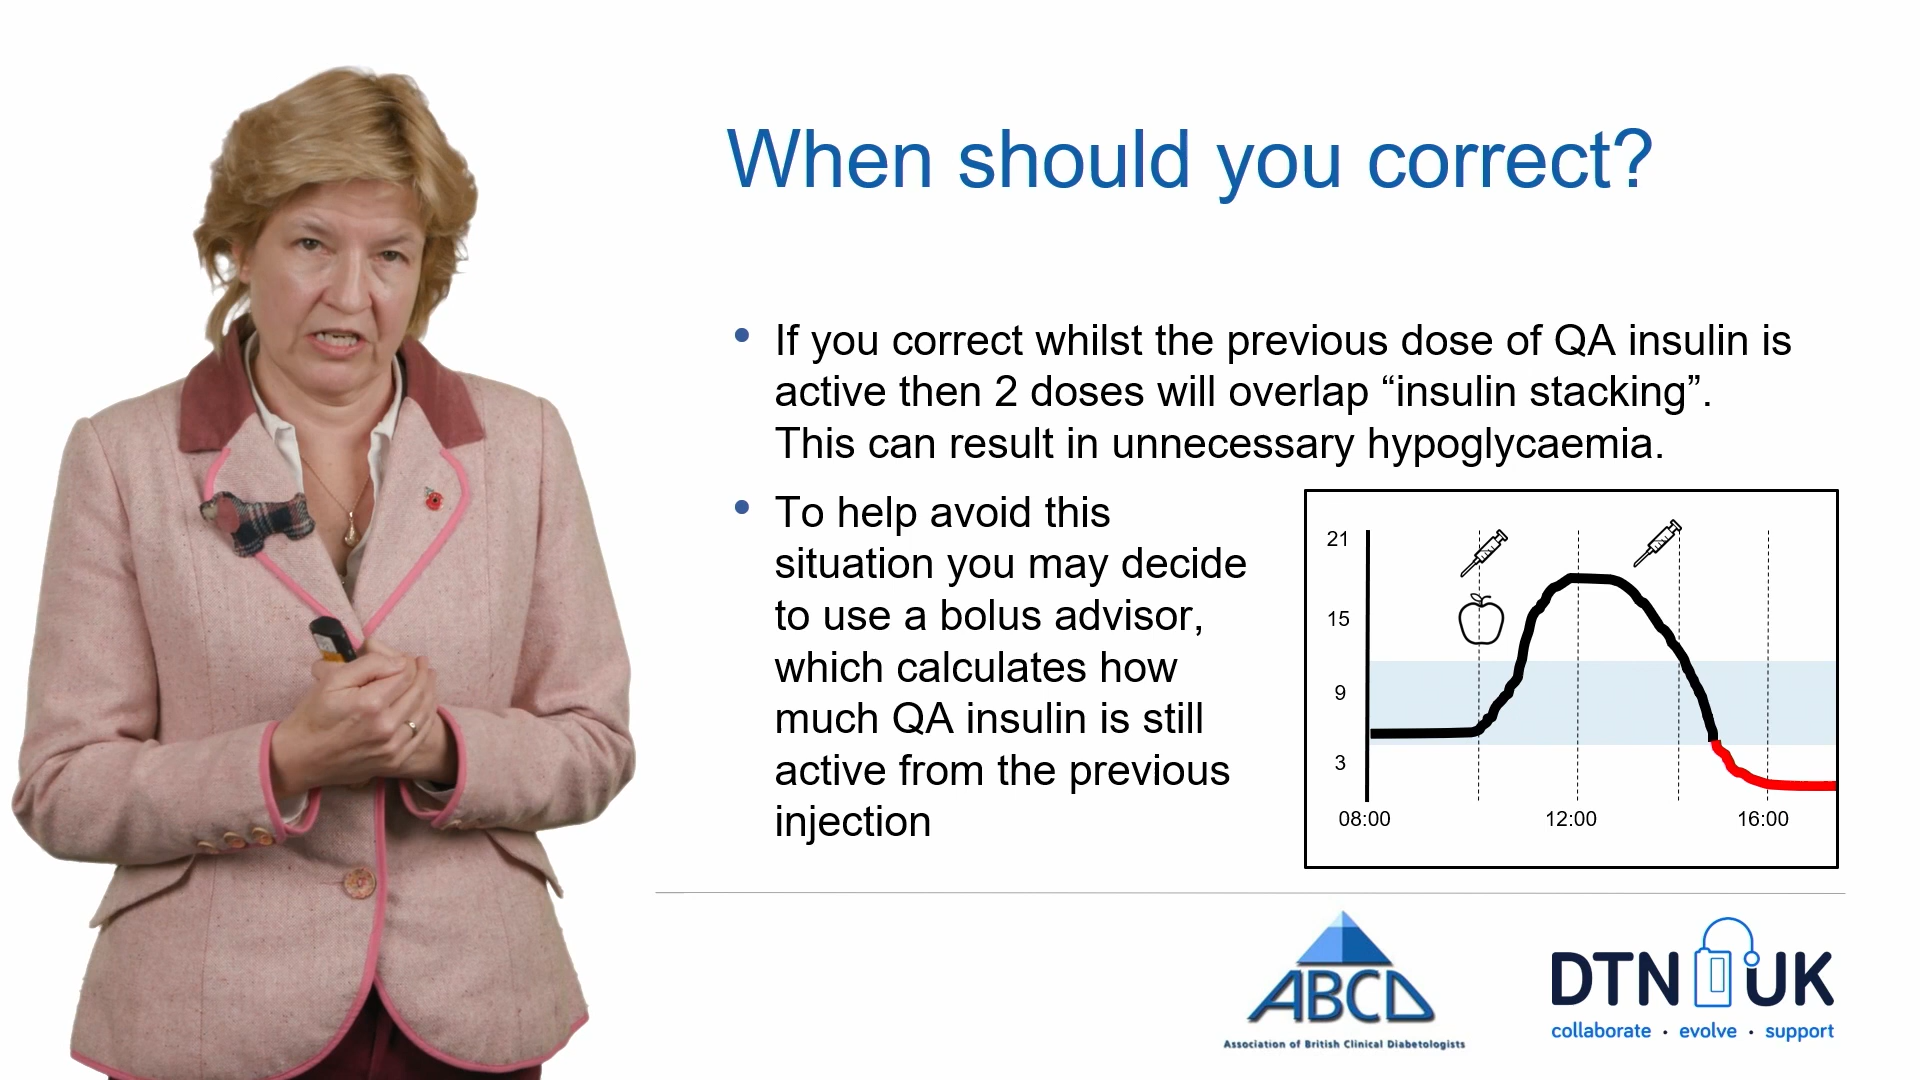 When should you correct?
• If you correct whilst the previous dose of QA insulin is
active then 2 doses will overlap “insulin stacking”.
This can result in unnecessary hypoglycaemia.
• To help avoid this
situation you may decide
to use a bolus advisor,
which calculates how
much QA insulin is still
active from the previous
injection
21
15
9
3
08:00
12:00
16:00
ABCD
Association of British Clinical Diabetologists
DTN UK
collaborate · evolve · support